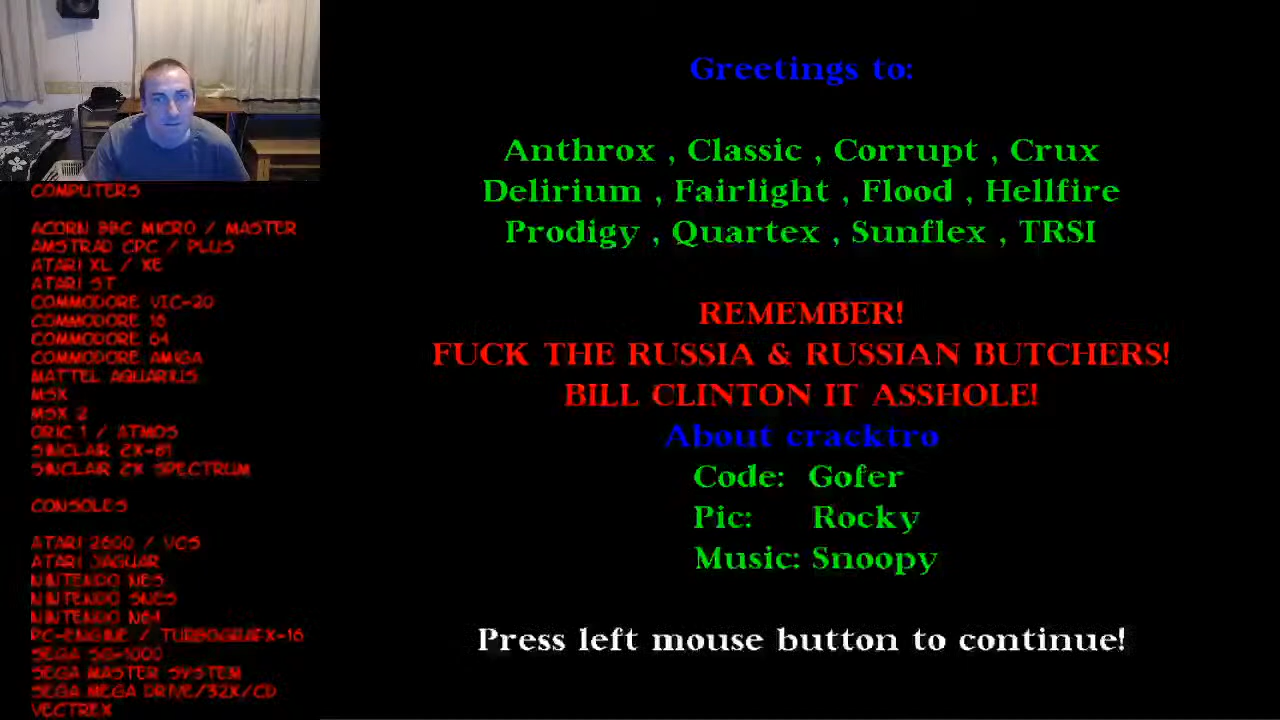 Greetings to:
Anthrox , Classic , Corrupt , Crux
Delirium , Fairlight , Flood , Hellfire
Prodigy , Quartex , Sunflex , TRSI
REMEMBER!
FUCK THE RUSSIA & RUSSIAN BUTCHERS!
BILL CLINTON IT ASSHOLE!
About cracktro
Code: Gofer
Pic: Rocky
Music: Snoopy
Press left mouse button to continue!
COMPUTERS
ACORN BBC MICRO / MASTER
AMSTRAD CPC / PLUS
ATARI XL / XE
ATARI ST
COMMODORE VIC-20
COMMODORE 16
COMMODORE 64
COMMODORE AMIGA
MATTEL AQUARIUS
MSX
MSX 2
ORIC 1 / ATMOS
SINCLAIR ZX-81
SINCLAIR ZX SPECTRUM
CONSOLES
ATARI 2600 / VCS
ATARI JAGUAR
NINTENDO NES
NINTENDO SNES
NINTENDO N64
PC-ENGINE / TURBOGRAFX-16
SEGA SG-1000
SEGA MASTER SYSTEM
SEGA MEGA DRIVE/32X/CD
VECTREX